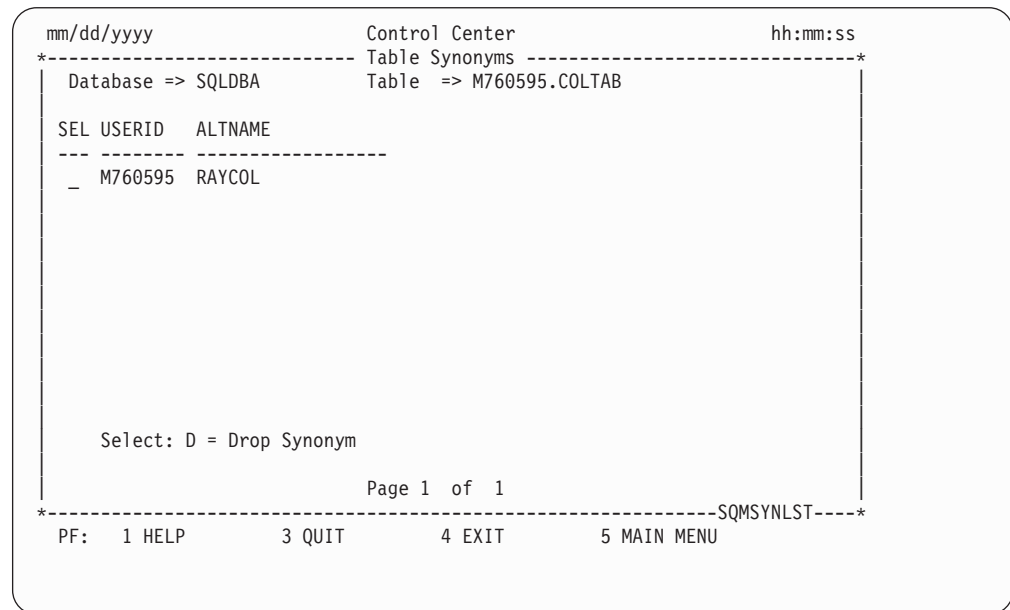 mm/dd/yyyy Control Center hh:mm:ss
*----------------------------- Table Synonyms -------------------------------*
Database => SQLDBA Table => M760595.COLTAB
SEL USERID ALTNAME
--- -------- ------------------
_ M760595 RAYCOL
Select: D = Drop Synonym
Page 1 of 1
*---------------------------------------------------------------SQMSYNLST----*
PF: 1 HELP 3 QUIT 4 EXIT 5 MAIN MENU